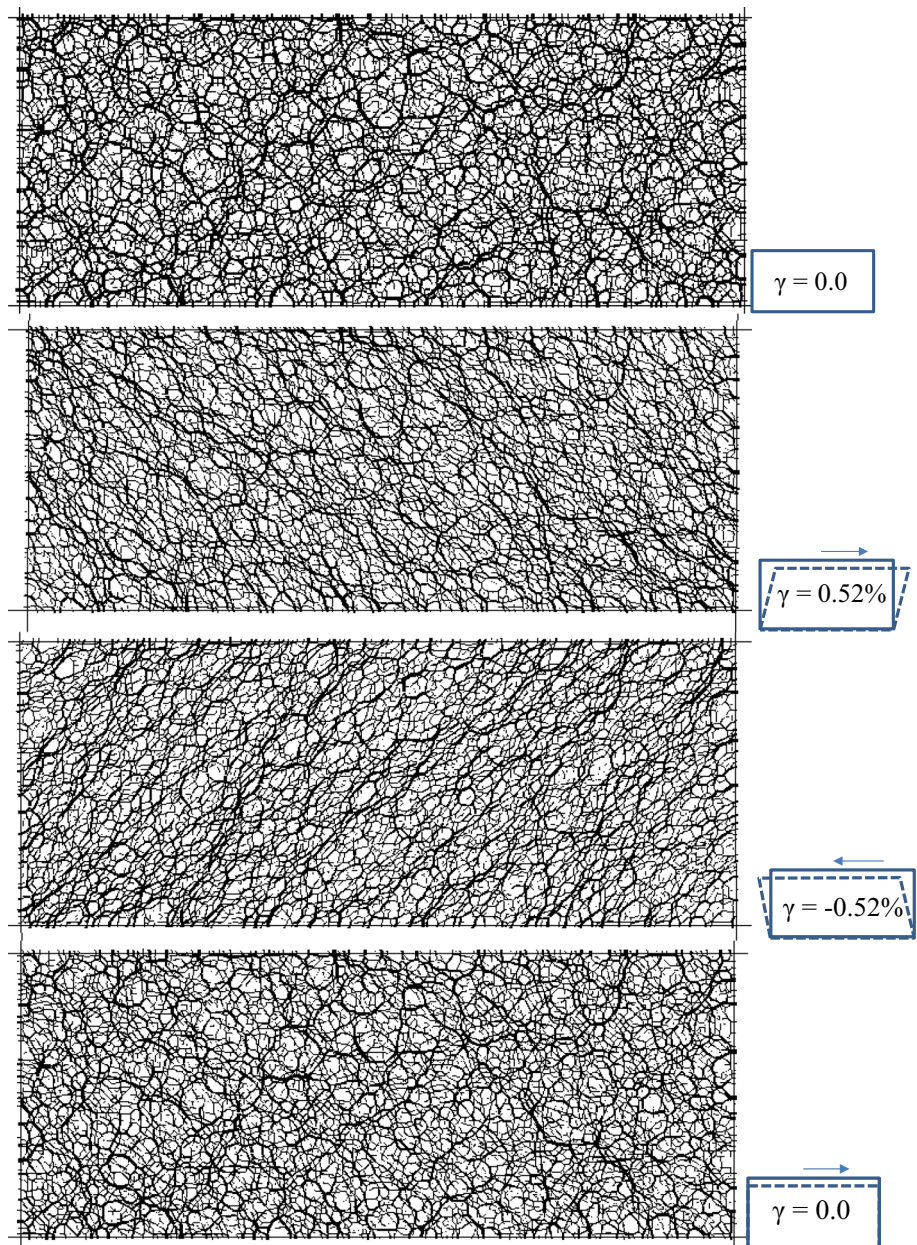 γ = 0.0
γ = 0.52%
γ = -0.52%
γ = 0.0